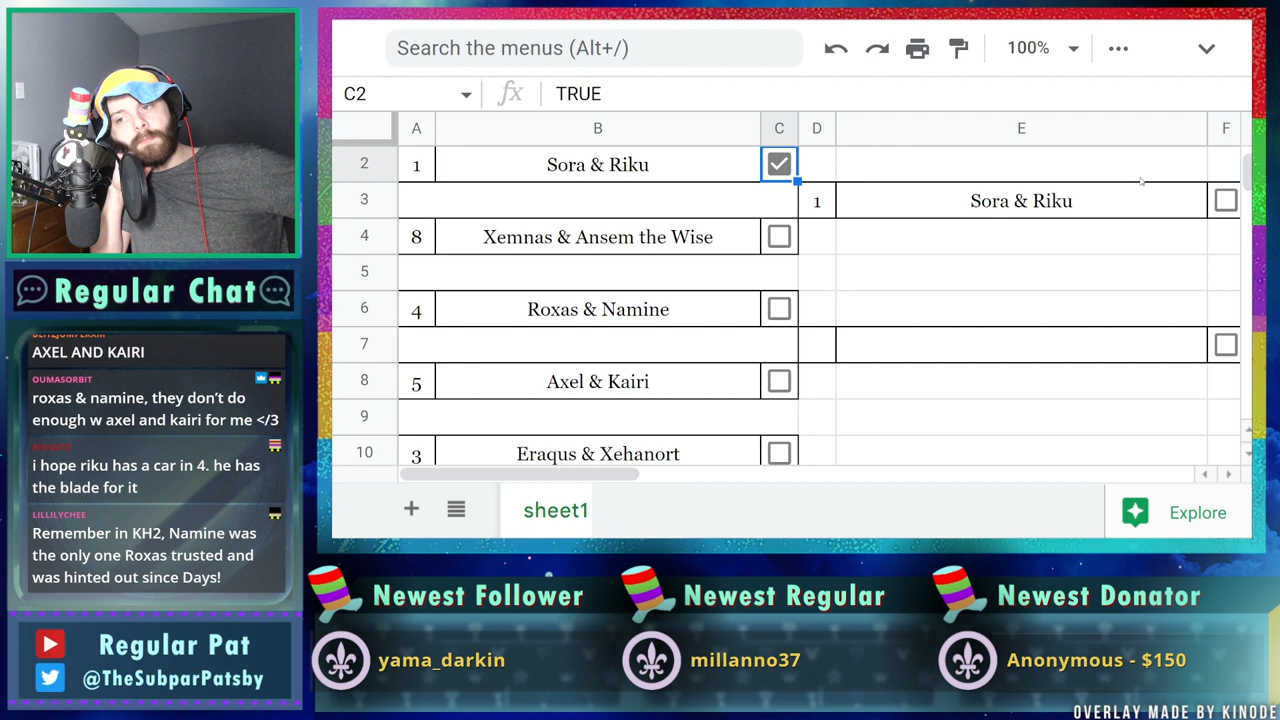 Search the menus (Alt+/)
100%
C2
fx
TRUE
A B C D E F
2 1 Sora & Riku
3 1 Sora & Riku
4 8 Xemnas & Ansem the Wise
5
6 4 Roxas & Namine
7
8 5 Axel & Kairi
9
10 3 Eraqus & Xehanort
sheet1
Explore
Regular Chat
AXEL AND KAIRI
OUMASORBIT
roxas & namine, they don't do
enough w axel and kairi for me </3
i hope riku has a car in 4. he has
the blade for it
LILLILYCHEE
Remember in KH2, Namine was
the only one Roxas trusted and
was hinted out since Days!
Regular Pat
@TheSubparPatsby
Newest Follower
yama_darkin
Newest Regular
millanno37
Newest Donator
Anonymous - $150
OVERLAY MADE BY KINODE